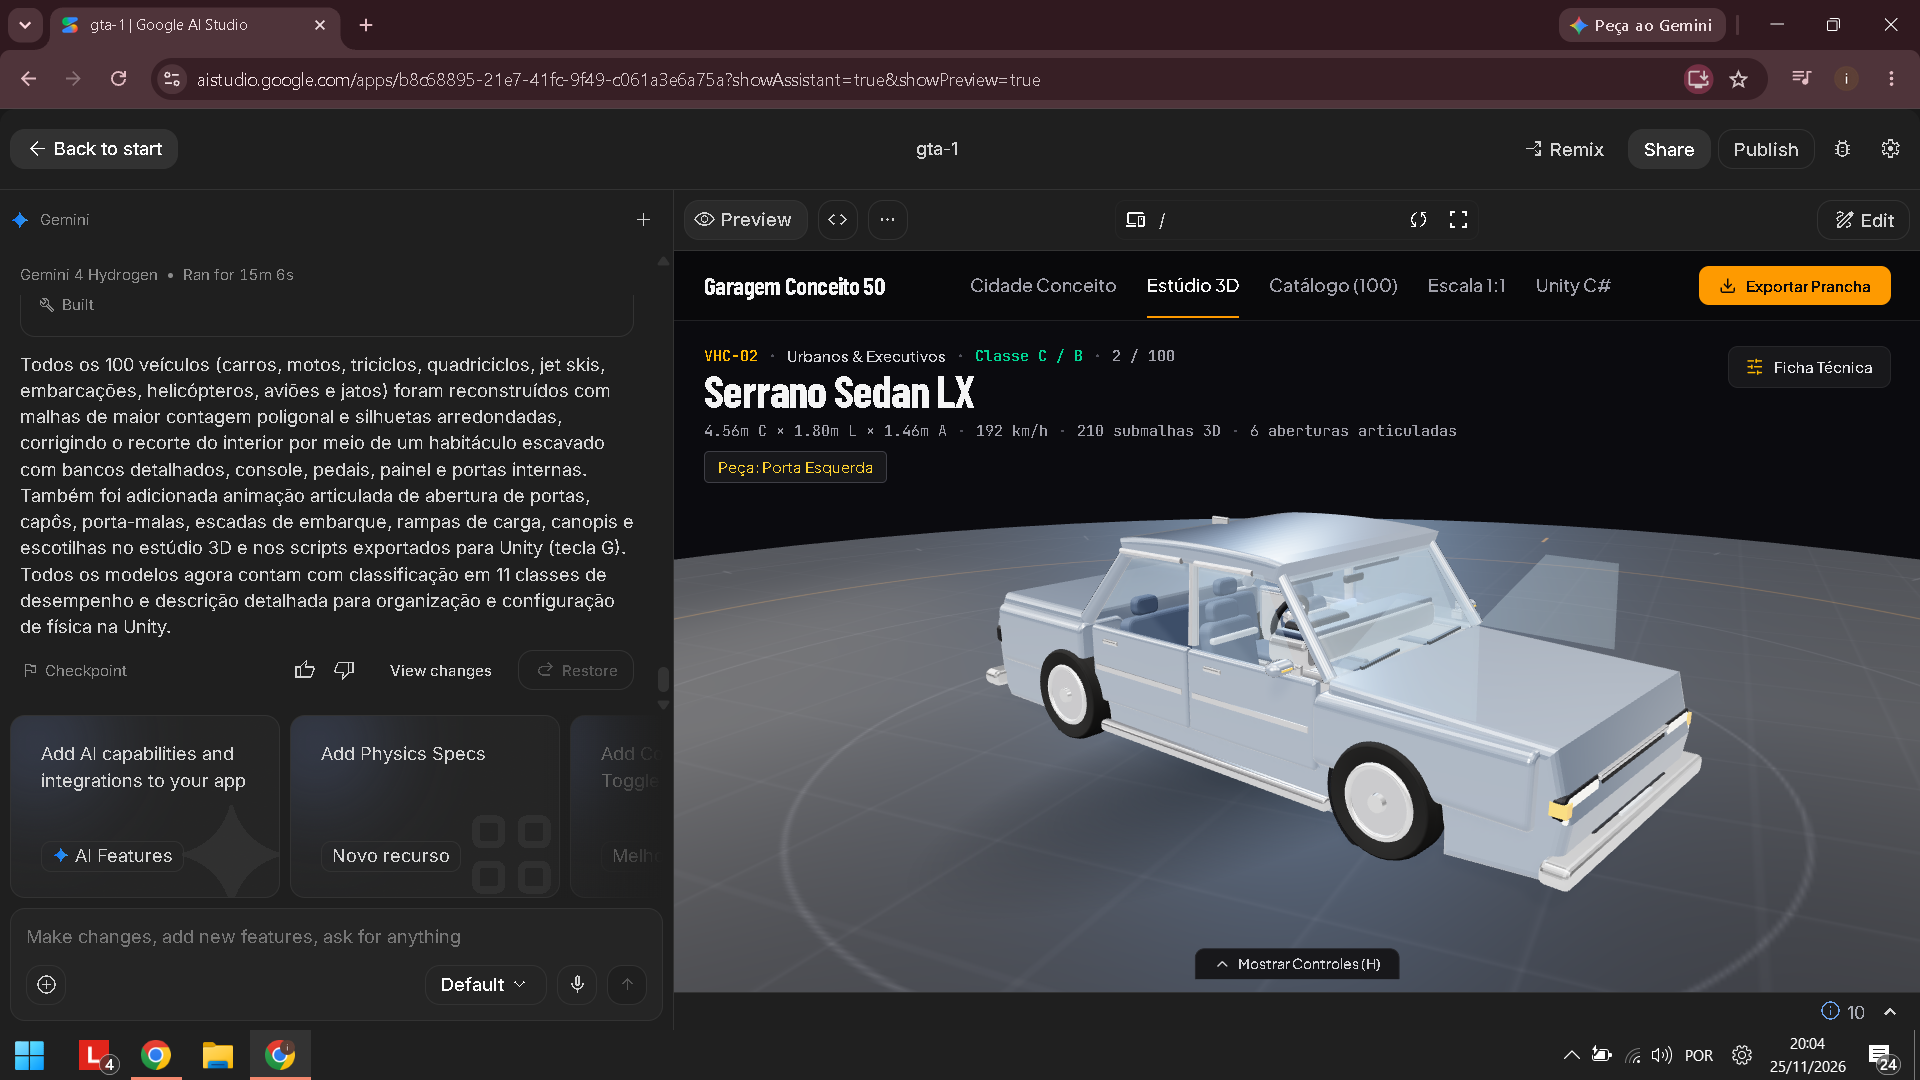 gta-1 | Google AI Studio
Peça ao Gemini
aistudio.google.com/apps/b8c68895-21e7-41fc-9f49-c061a3e6a75a?showAssistant=true&showPreview=true
i
Back to start
gta-1
Remix
Share
Publish
Gemini
Preview
/
Edit
Gemini 4 Hydrogen • Ran for 15m 6s
Built
Todos os 100 veículos (carros, motos, triciclos, quadriciclos, jet skis,
embarcações, helicópteros, aviões e jatos) foram reconstruídos com
malhas de maior contagem poligonal e silhuetas arredondadas,
corrigindo o recorte do interior por meio de um habitáculo escavado
com bancos detalhados, console, pedais, painel e portas internas.
Também foi adicionada animação articulada de abertura de portas,
capôs, porta-malas, escadas de embarque, rampas de carga, canopis e
escotilhas no estúdio 3D e nos scripts exportados para Unity (tecla G).
Todos os modelos agora contam com classificação em 11 classes de
desempenho e descrição detalhada para organização e configuração
de física na Unity.
Checkpoint
View changes
Restore
Add AI capabilities and
integrations to your app
AI Features
Add Physics Specs
Novo recurso
Toggle
Make changes, add new features, ask for anything
Default
Garagem Conceito 50
Cidade Conceito
Estúdio 3D
Catálogo (100)
Escala 1:1
Unity C#
Exportar Prancha
VHC-02 · Urbanos & Executivos · Classe C / B · 2 / 100
Serrano Sedan LX
4.56m C × 1.80m L × 1.46m A · 192 km/h · 210 submalhas 3D · 6 aberturas articuladas
Peça: Porta Esquerda
Ficha Técnica
Mostrar Controles (H)
10
L 4
POR
20:04
25/11/2026
24